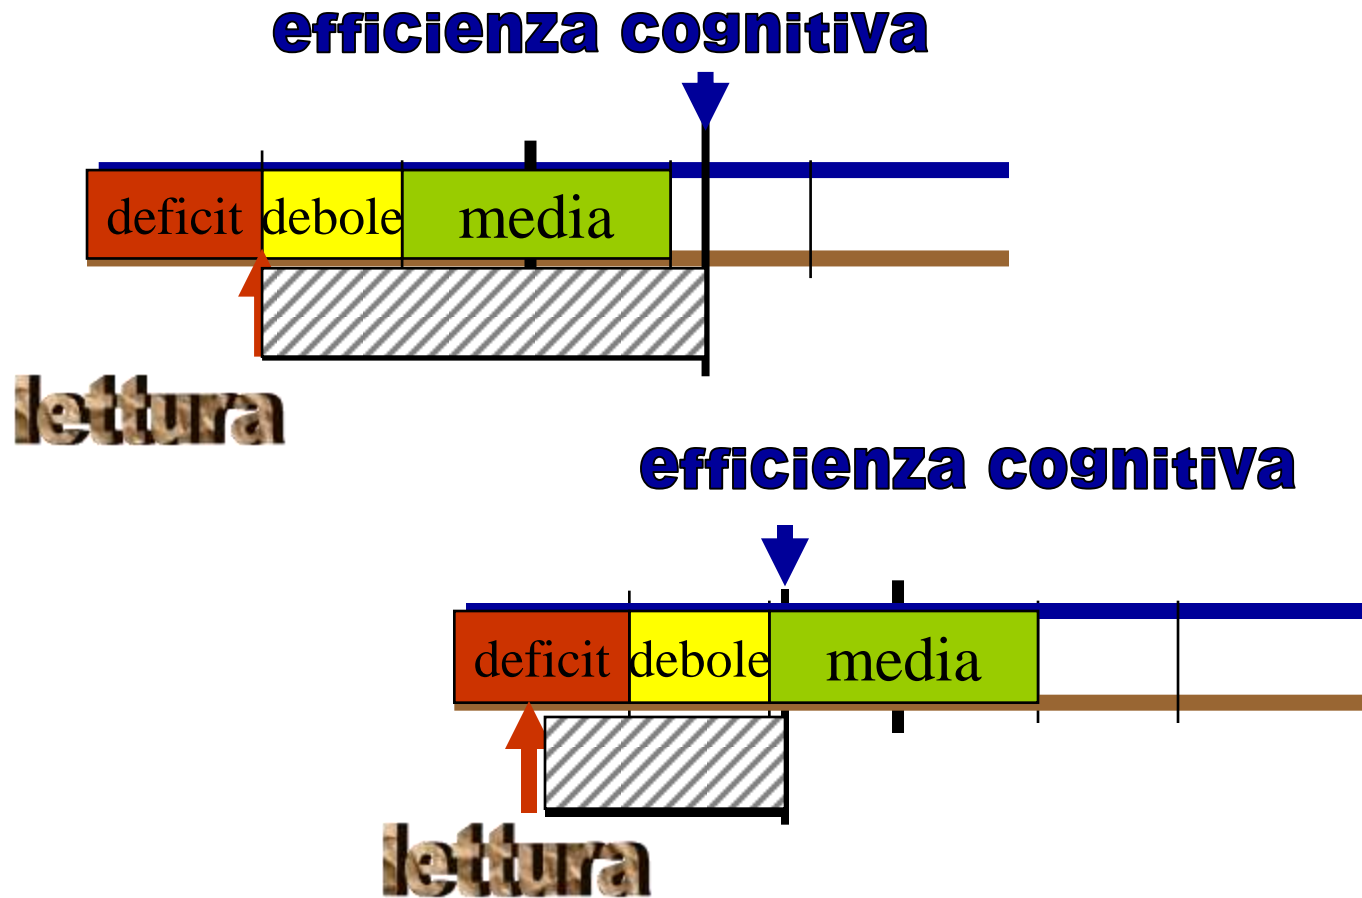 efficienza cognitiva
deficit debole media
lettura
efficienza cognitiva
deficit debole media
lettura